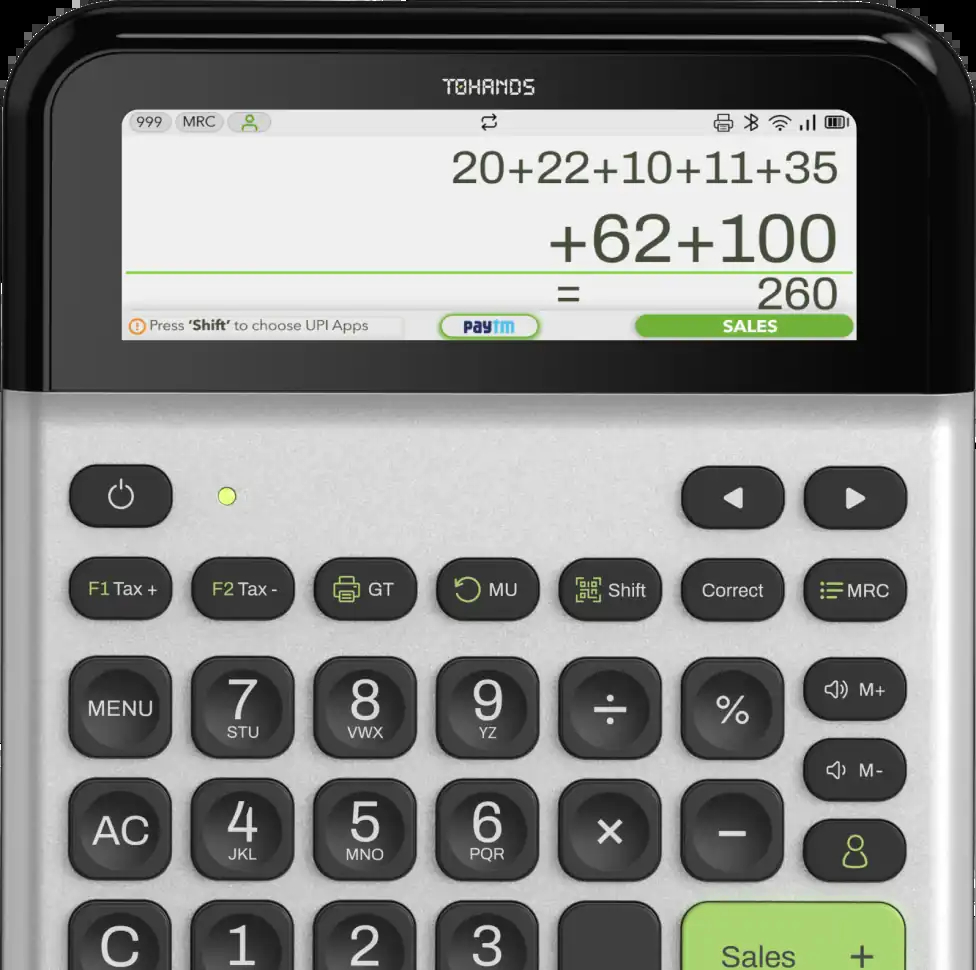 TOHANDS
999 MRC
20+22+10+11+35
+62+100
= 260
Press ‘Shift’ to choose UPI Apps paytm SALES
F1 Tax + F2 Tax - GT MU Shift Correct MRC
MENU 7 STU 8 VWX 9 YZ ÷ % M+
M-
AC 4 JKL 5 MNO 6 PQR × −
C 1 2 3 Sales +